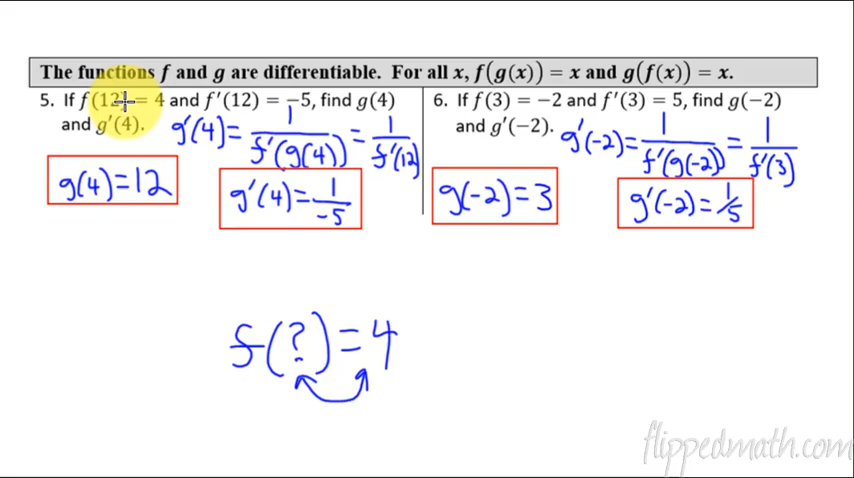 The functions f and g are differentiable. For all x, f(g(x)) = x and g(f(x)) = x.
5. If f(12) = 4 and f′(12) = −5, find g(4)
and g′(4).
g′(4) = 1/f′(g(4)) = 1/f′(12)
g(4) = 12
g′(4) = 1/-5
6. If f(3) = −2 and f′(3) = 5, find g(−2)
and g′(−2).
g′(-2) = 1/f′(g(-2)) = 1/f′(3)
g(-2) = 3
g′(-2) = 1/5
f(?) = 4
flippedmath.com